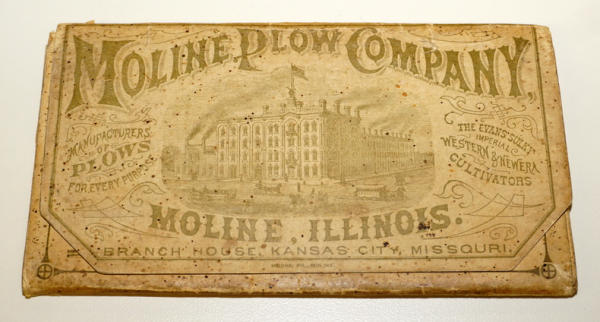 MOLINE PLOW COMPANY,
MANUFACTURERS
OF
PLOWS
FOR EVERY PURPOSE
THE EVANS' SULKY
IMPERIAL
WESTERN & NEW ERA
CULTIVATORS
MOLINE, ILLINOIS.
BRANCH HOUSE, KANSAS CITY, MISSOURI.